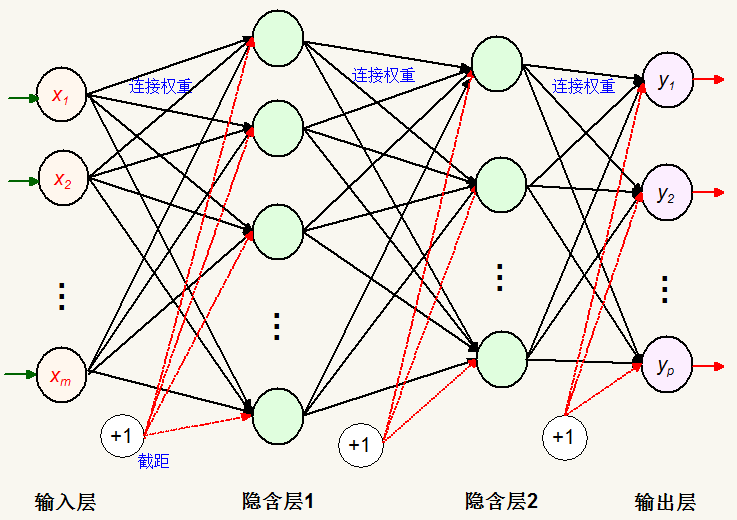 连接权重
连接权重
连接权重
x1
x2
⋮
xm
⋮
⋮
y1
y2
⋮
yp
+1
+1
+1
截距
输入层
隐含层1
隐含层2
输出层